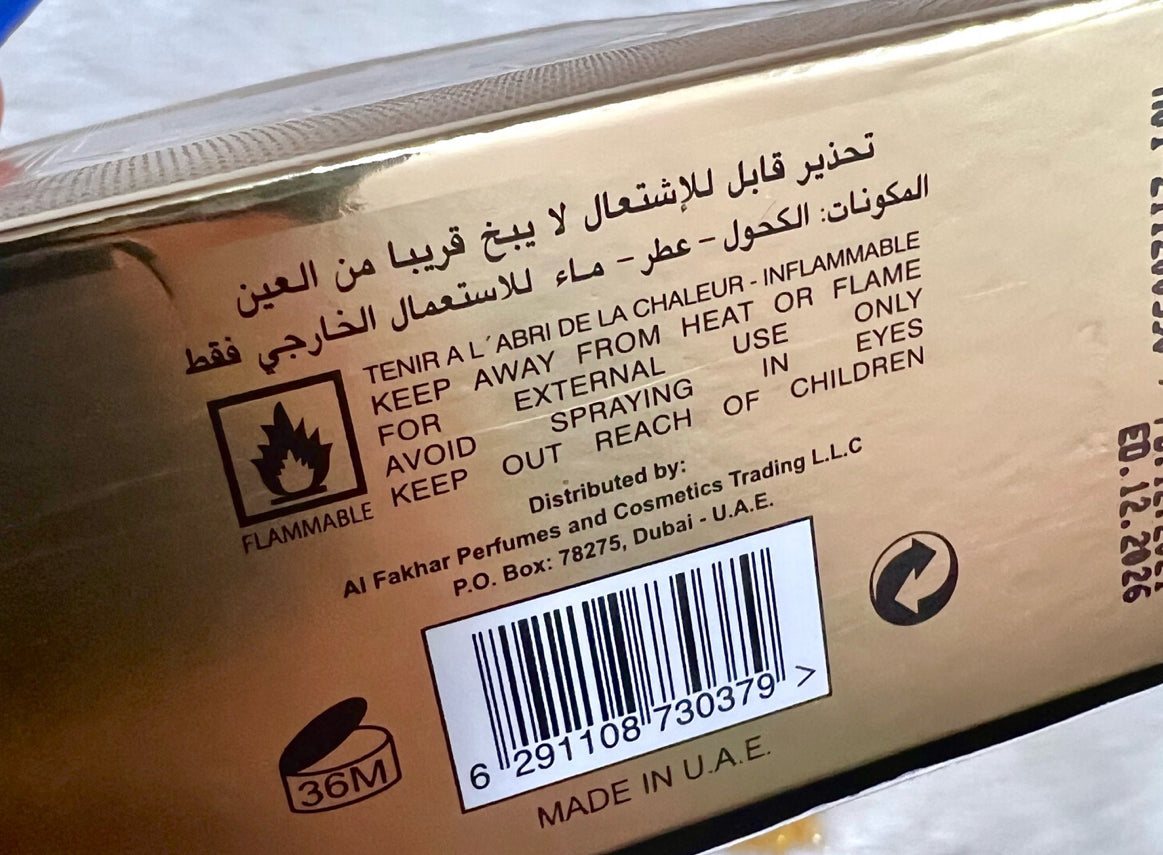 تحذير قابل للإشتعال لا يبخ قريبا من العين
المكونات: الكحول - عطر - ماء للاستعمال الخارجي فقط
TENIR A L´ABRI DE LA CHALEUR - INFLAMMABLE
KEEP AWAY FROM HEAT OR FLAME
FOR EXTERNAL USE ONLY
AVOID SPRAYING IN EYES
KEEP OUT REACH OF CHILDREN
FLAMMABLE
Distributed by:
Al Fakhar Perfumes and Cosmetics Trading L.L.C
P.O. Box: 78275, Dubai - U.A.E.
6 291108 730379 >
36M
MADE IN U.A.E.
ED.12.2026